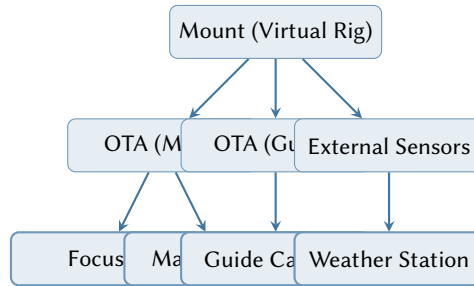 Mount (Virtual Rig)
OTA (M
OTA (Gu
External Sensors
Focus
Ma
Guide Ca
Weather Station